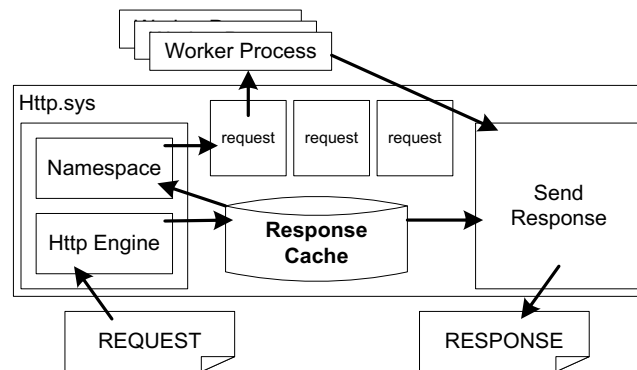 Worker Process
Http.sys
request
request
request
Namespace
Send
Response
Http Engine
Response
Cache
REQUEST
RESPONSE